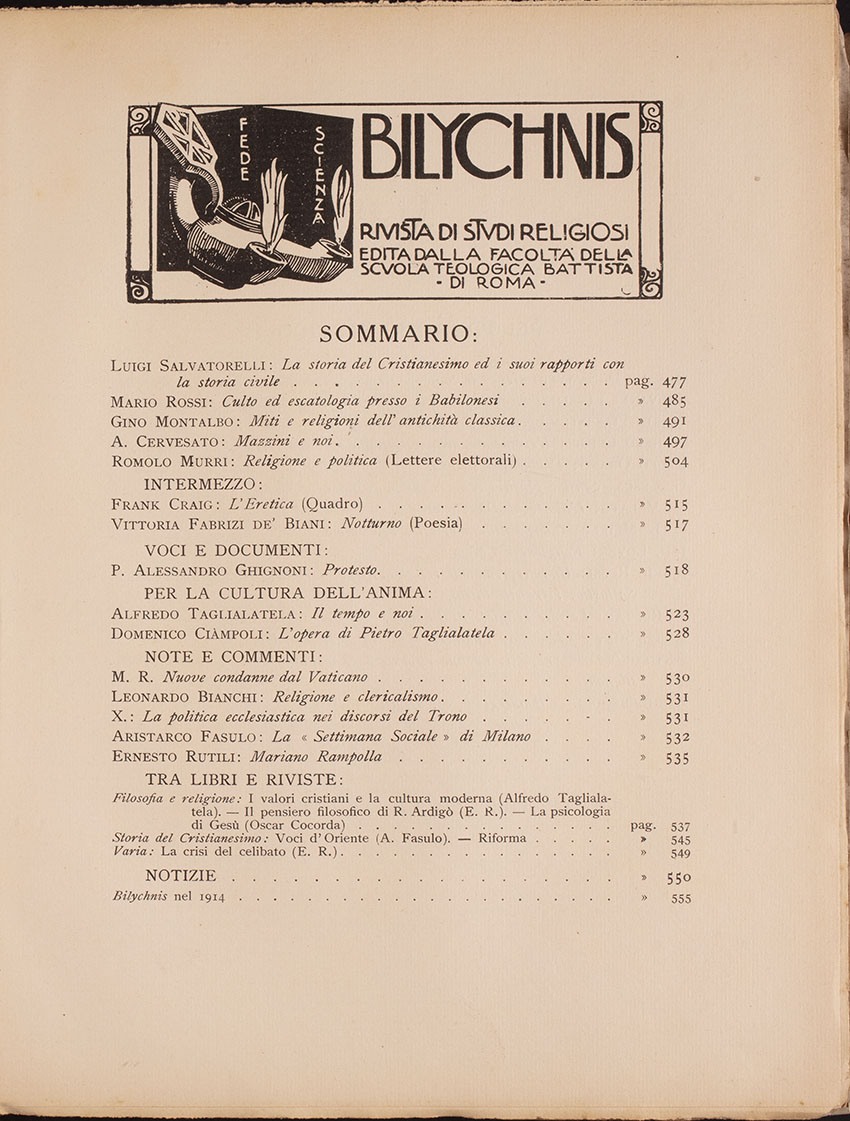 FEDE
SCIENZA
BILYCHNIS
RIVISTA DI STVDI RELIGIOSI
EDITA DALLA FACOLTA' DELLA
SCVOLA TEOLOGICA BATTISTA
- DI ROMA -
SOMMARIO:
LUIGI SALVATORELLI: La storia del Cristianesimo ed i suoi rapporti con
la storia civile . . . . . . . . . . . . . . . . pag. 477
MARIO ROSSI: Culto ed escatologia presso i Babilonesi . . . . . » 485
GINO MONTALBO: Miti e religioni dell'antichità classica . . . . . » 491
A. CERVESATO: Mazzini e noi . . . . . . . . . . . . . » 497
ROMOLO MURRI: Religione e politica (Lettere elettorali) . . . . . » 504
INTERMEZZO:
FRANK CRAIG: L'Eretica (Quadro) . . . . . . . . . . . . » 515
VITTORIA FABRIZI DE' BIANI: Notturno (Poesia) . . . . . . . » 517
VOCI E DOCUMENTI:
P. ALESSANDRO GHIGNONI: Protesto. . . . . . . . . . . . » 518
PER LA CULTURA DELL'ANIMA:
ALFREDO TAGLIALATELA: Il tempo e noi . . . . . . . . . . » 523
DOMENICO CIÀMPOLI: L'opera di Pietro Taglialatela . . . . . . » 528
NOTE E COMMENTI:
M. R. Nuove condanne dal Vaticano . . . . . . . . . . . . » 530
LEONARDO BIANCHI: Religione e clericalismo. . . . . . . . . » 531
X.: La politica ecclesiastica nei discorsi del Trono . . . . . . . » 531
ARISTARCO FASULO: La « Settimana Sociale » di Milano . . . . » 532
ERNESTO RUTILI: Mariano Rampolla . . . . . . . . . . . » 535
TRA LIBRI E RIVISTE:
Filosofia e religione: I valori cristiani e la cultura moderna (Alfredo Tagliala-
tela). — Il pensiero filosofico di R. Ardigò (E. R.). — La psicologia
di Gesù (Oscar Cocorda) . . . . . . . . . . . . . . pag. 537
Storia del Cristianesimo: Voci d'Oriente (A. Fasulo). — Riforma . . . . . » 545
Varia: La crisi del celibato (E. R.). . . . . . . . . . . . . . . » 549
NOTIZIE . . . . . . . . . . . . . . . . . . » 550
Bilychnis nel 1914 . . . . . . . . . . . . . . . . . . . . » 555